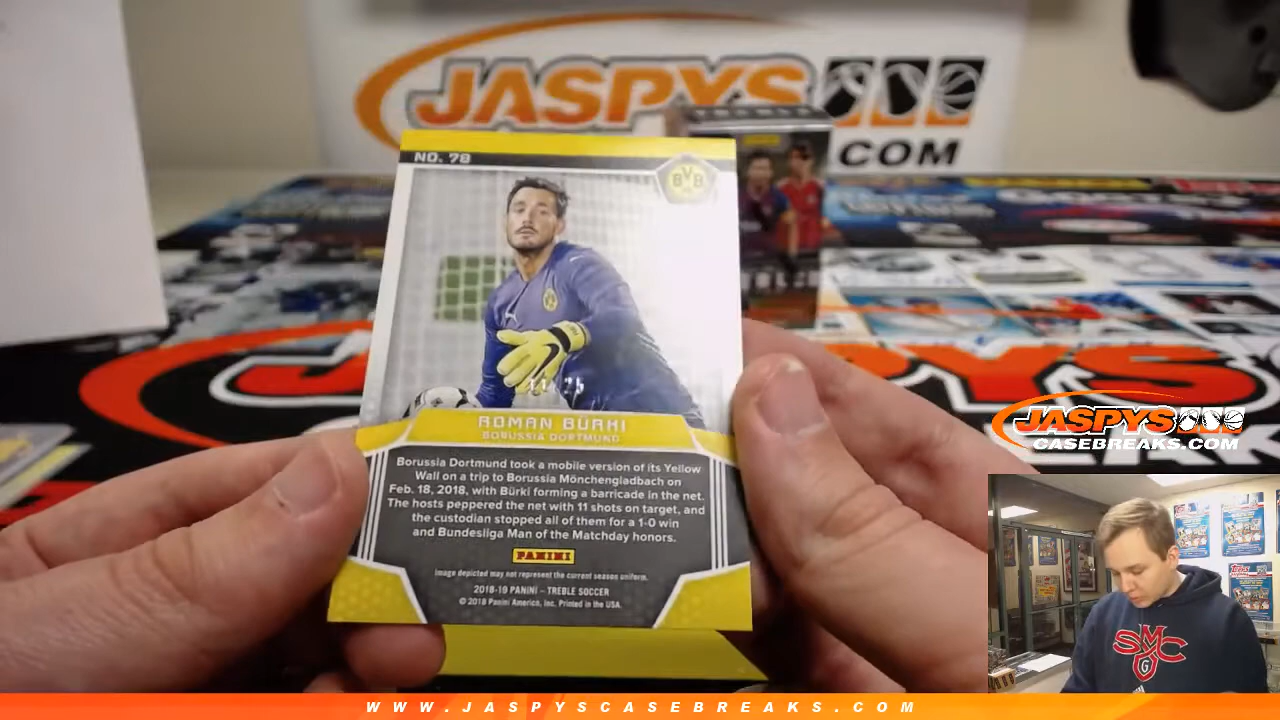 JASPYS
.COM
NO. 78
BVB
ROMAN BÜRKI
BORUSSIA DORTMUND
Borussia Dortmund took a mobile version of its Yellow
Wall on a trip to Borussia Mönchengladbach on
Feb. 18, 2018, with Bürki forming a barricade in the net.
The hosts peppered the net with 11 shots on target, and
the custodian stopped all of them for a 1-0 win
and Bundesliga Man of the Matchday honors.
PANINI
Image depicted may not represent the current season uniform.
2018-19 PANINI - TREBLE SOCCER
© 2018 Panini America, Inc. Printed in the USA.
JASPYS
CASEBREAKS.COM
SMC
G
WWW.JASPYSCASEBREAKS.COM